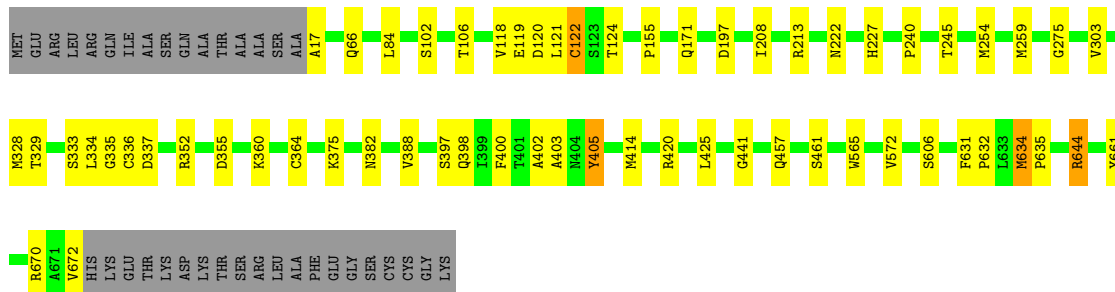 MET GLU ARG LEU ARG GLN ILE ALA SER GLN ALA THR ALA ALA SER ALA A17 Q66 L84 S102 T106 V118 E119 D120 L121 C122 S123 T124 P155 Q171 D197 I208 R213 N222 H227 P240 T245 M254 M259 G275 V303
M328 T329 S333 L334 G335 C336 D337 R352 D355 K360 C364 K375 N382 V388 S397 Q398 I399 F400 T401 A402 A403 N404 Y405 M414 R420 L425 G441 Q457 S461 W565 V572 S606 F631 P632 L633 M634 P635 R644 Y661
R670 A671 V672 HIS LYS GLU THR LYS ASP LYS THR SER ARG LEU ALA PHE GLU GLY SER CYS CYS GLY LYS